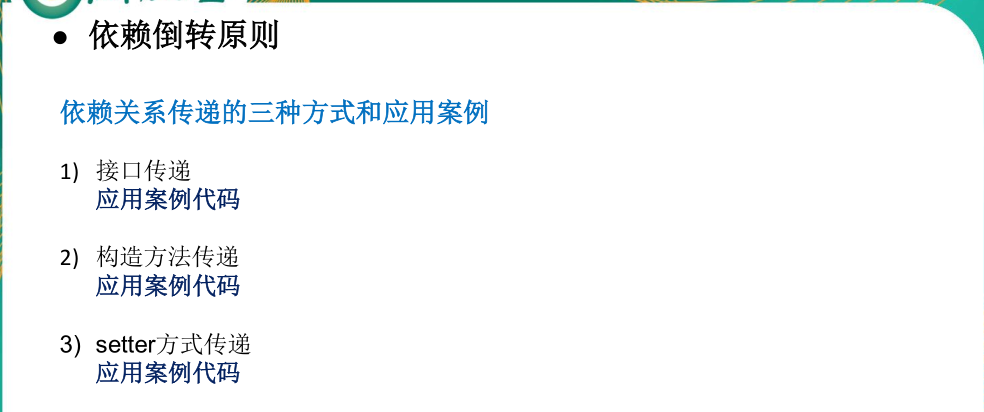 ● 依赖倒转原则
依赖关系传递的三种方式和应用案例
1) 接口传递
应用案例代码
2) 构造方法传递
应用案例代码
3) setter方式传递
应用案例代码